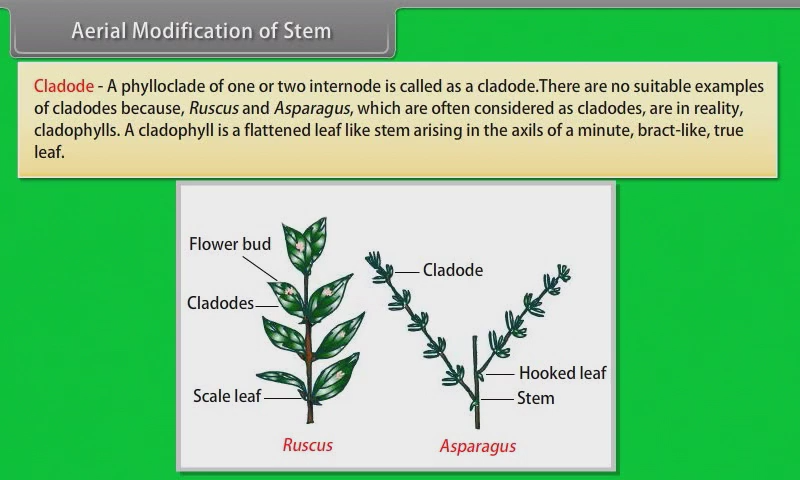 Aerial Modification of Stem
Cladode - A phylloclade of one or two internode is called as a cladode.There are no suitable examples
of cladodes because, Ruscus and Asparagus, which are often considered as cladodes, are in reality,
cladophylls. A cladophyll is a flattened leaf like stem arising in the axils of a minute, bract-like, true
leaf.
Flower bud
Cladodes
Scale leaf
Ruscus
Cladode
Hooked leaf
Stem
Asparagus